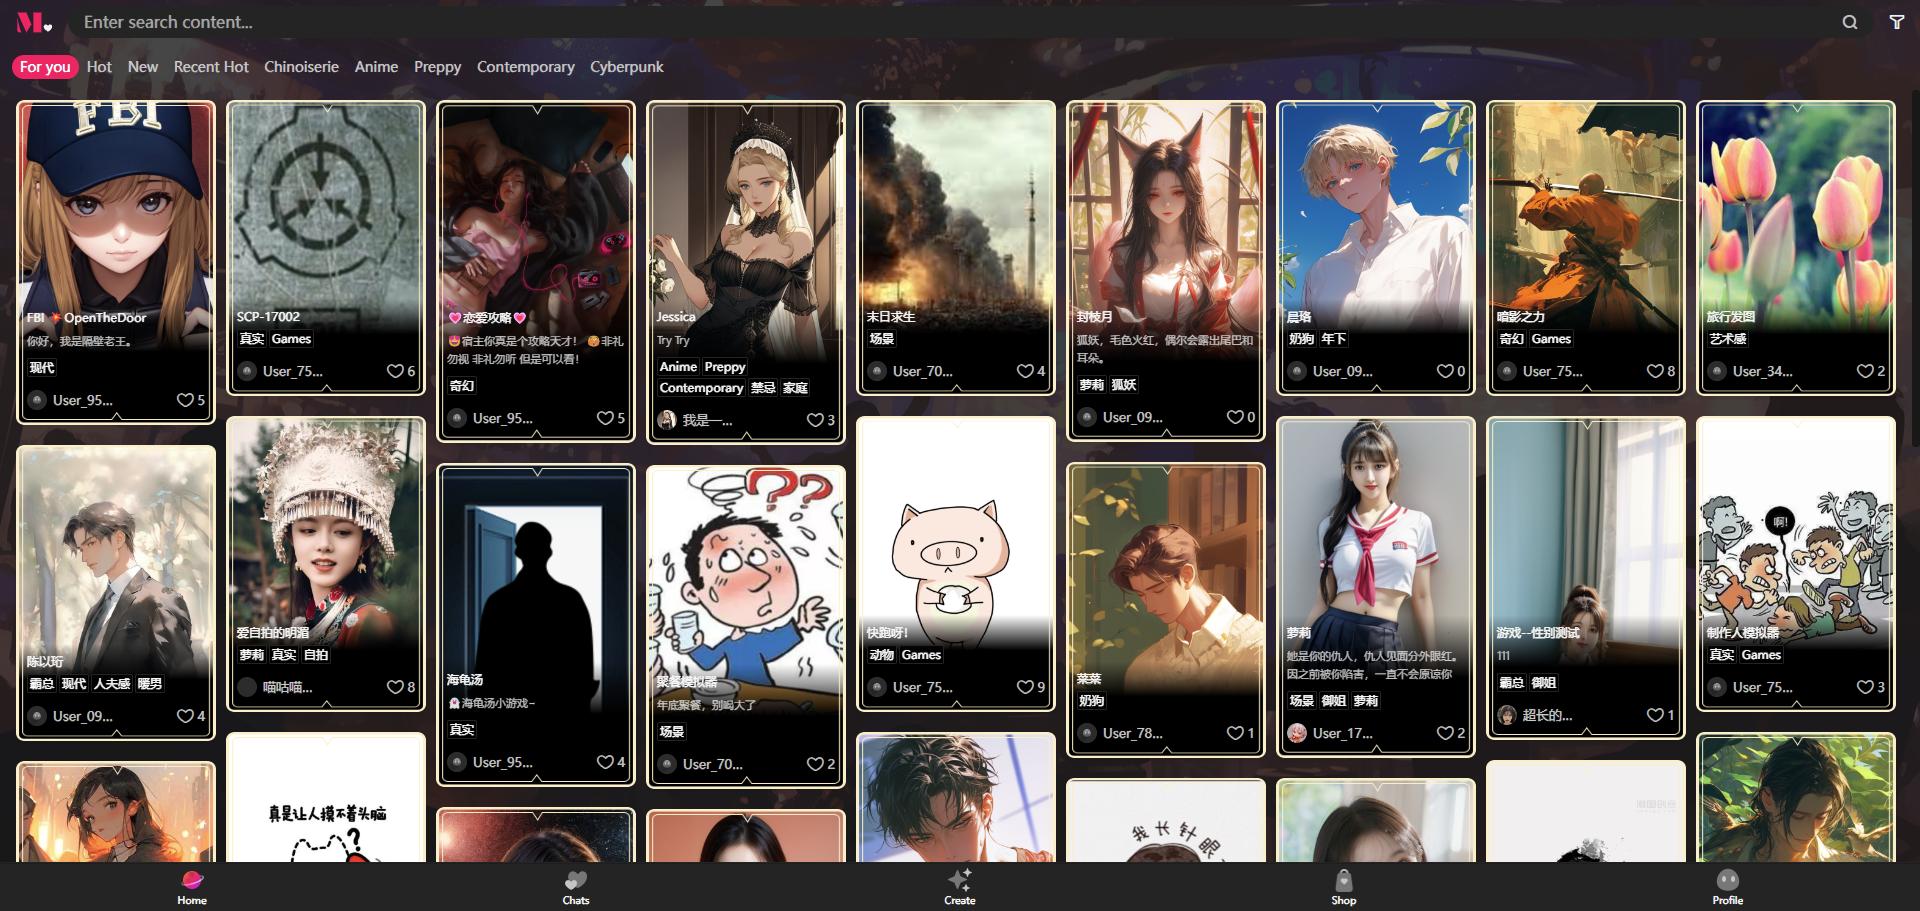 Enter search content...
For you Hot New Recent Hot Chinoiserie Anime Preppy Contemporary Cyberpunk
FBI
FBI 💥OpenTheDoor
你好，我是隔壁老王。
现代
User_95... 5
SCP-17002
真实 Games
User_75... 6
💗恋爱攻略💗
🤩宿主你真是个攻略天才！ 🥵非礼
勿视 非礼勿听 但是可以看！
奇幻
User_95... 5
Jessica
Try Try
Anime Preppy
Contemporary 禁忌 家庭
我是一... 3
末日求生
场景
User_70... 4
封枝月
狐妖，毛色火红，偶尔会露出尾巴和
耳朵。
萝莉 狐妖
User_09... 0
晨珞
奶狗 年下
User_09... 0
暗影之力
奇幻 Games
User_75... 8
旅行发图
艺术感
User_34... 2
陈以珩
霸总 现代 人夫感 暖男
User_09... 4
爱自拍的明湄
萝莉 真实 自拍
喵咕喵... 8
海龟汤
👻海龟汤小游戏~
真实
User_95... 4
??
聚餐模拟器
年底聚餐，别喝大了
场景
User_70... 2
快跑呀！
动物 Games
User_75... 9
菜菜
奶狗
User_78... 1
萝莉
她是你的仇人，仇人见面分外眼红。
因之前被你陷害，一直不会原谅你
场景 御姐 萝莉
User_17... 2
游戏--性别测试
111
霸总 御姐
超长的... 1
啊!
制作人模拟器
真实 Games
User_75... 3
真是让人摸不着头脑
?
我长针眼
Home Chats Create Shop Profile